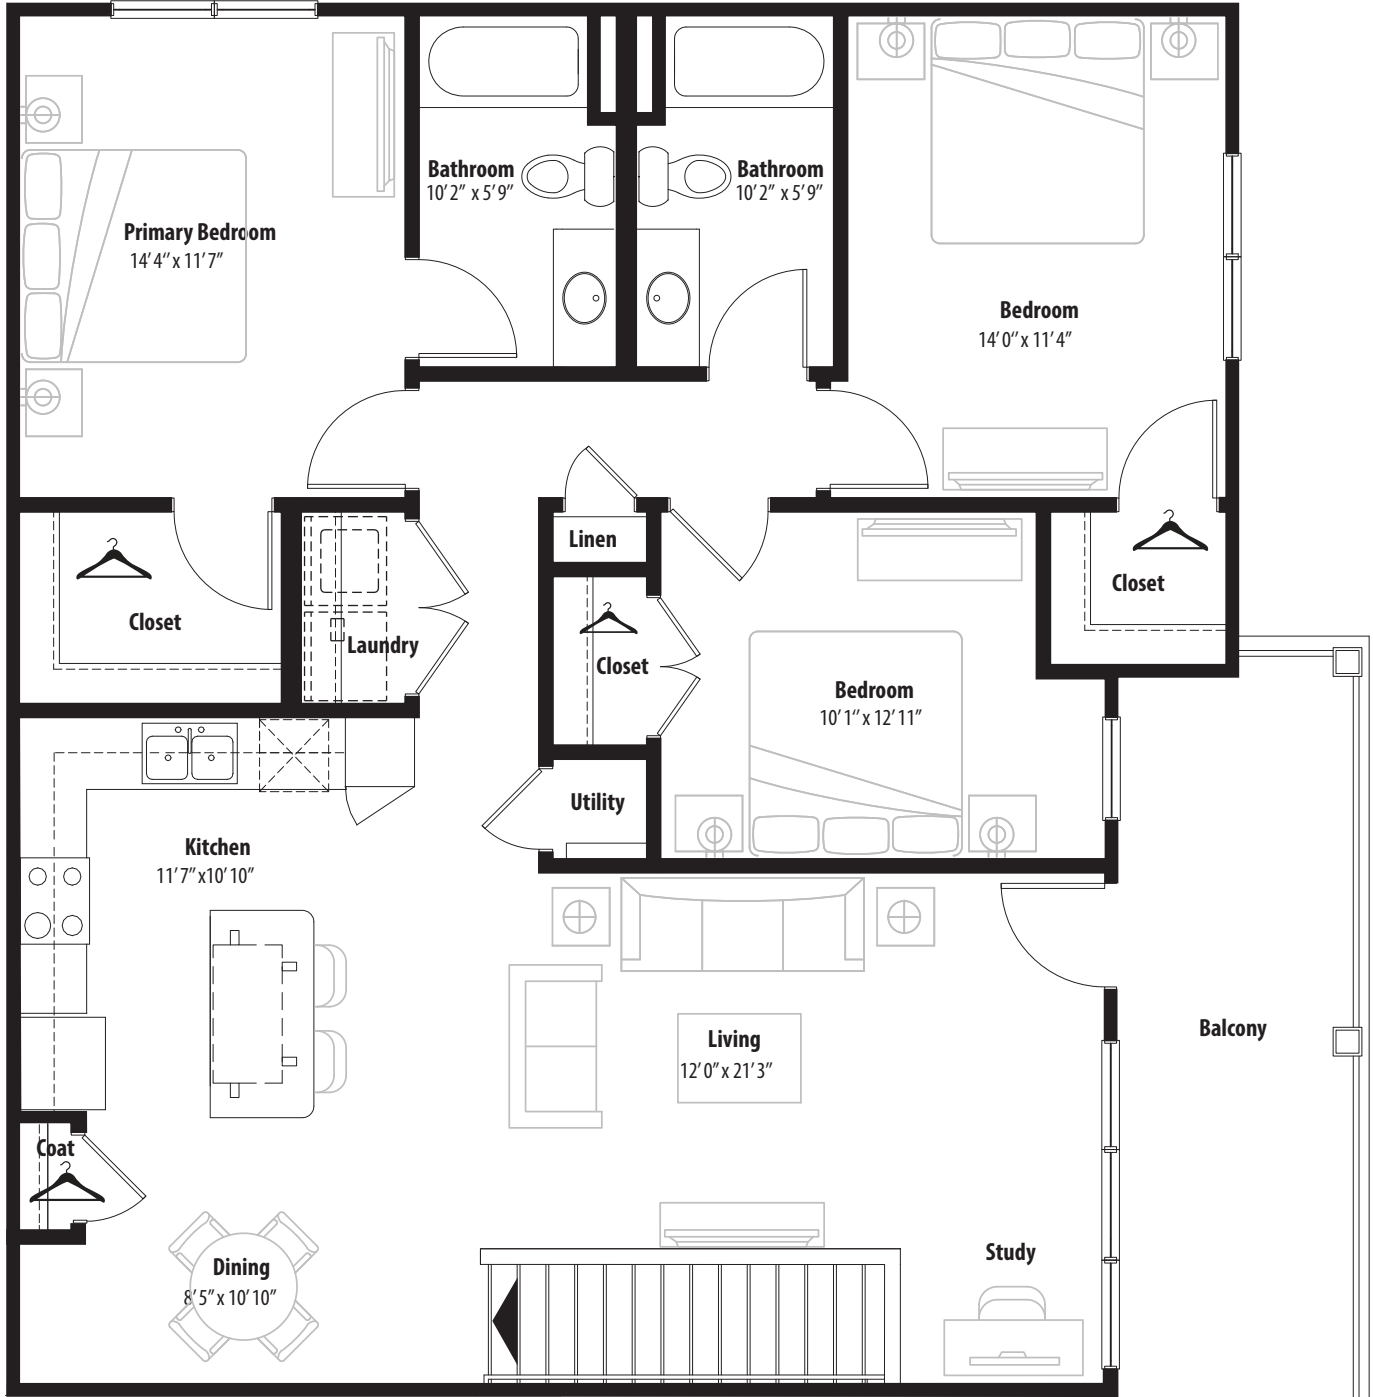 Bathroom
10'2" x 5'9"
Bathroom
10'2" x 5'9"
Primary Bedroom
14'4" x 11'7"
Bedroom
14'0" x 11'4"
Linen
Closet
Closet
Laundry
Closet
Bedroom
10'1" x 12'11"
Utility
Kitchen
11'7" x10'10"
Living
12'0" x 21'3"
Balcony
Coat
Study
Dining
8'5" x 10'10"